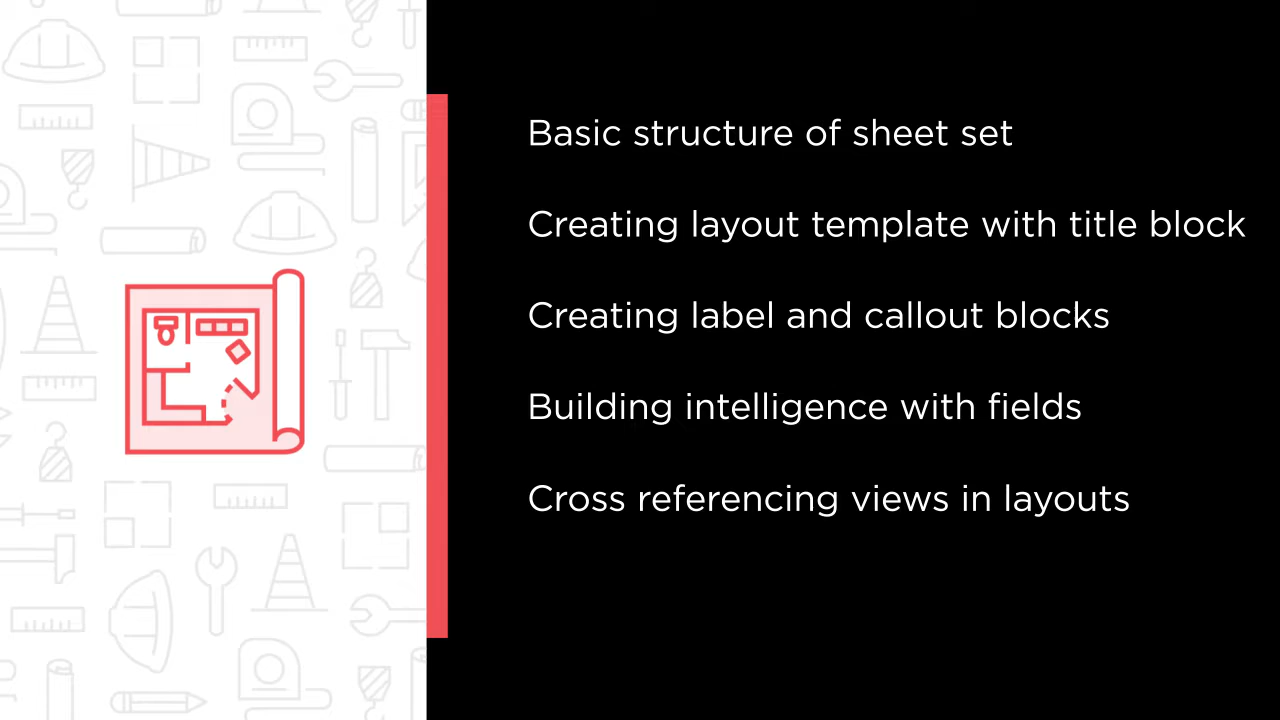 Basic structure of sheet set
Creating layout template with title block
Creating label and callout blocks
Building intelligence with fields
Cross referencing views in layouts